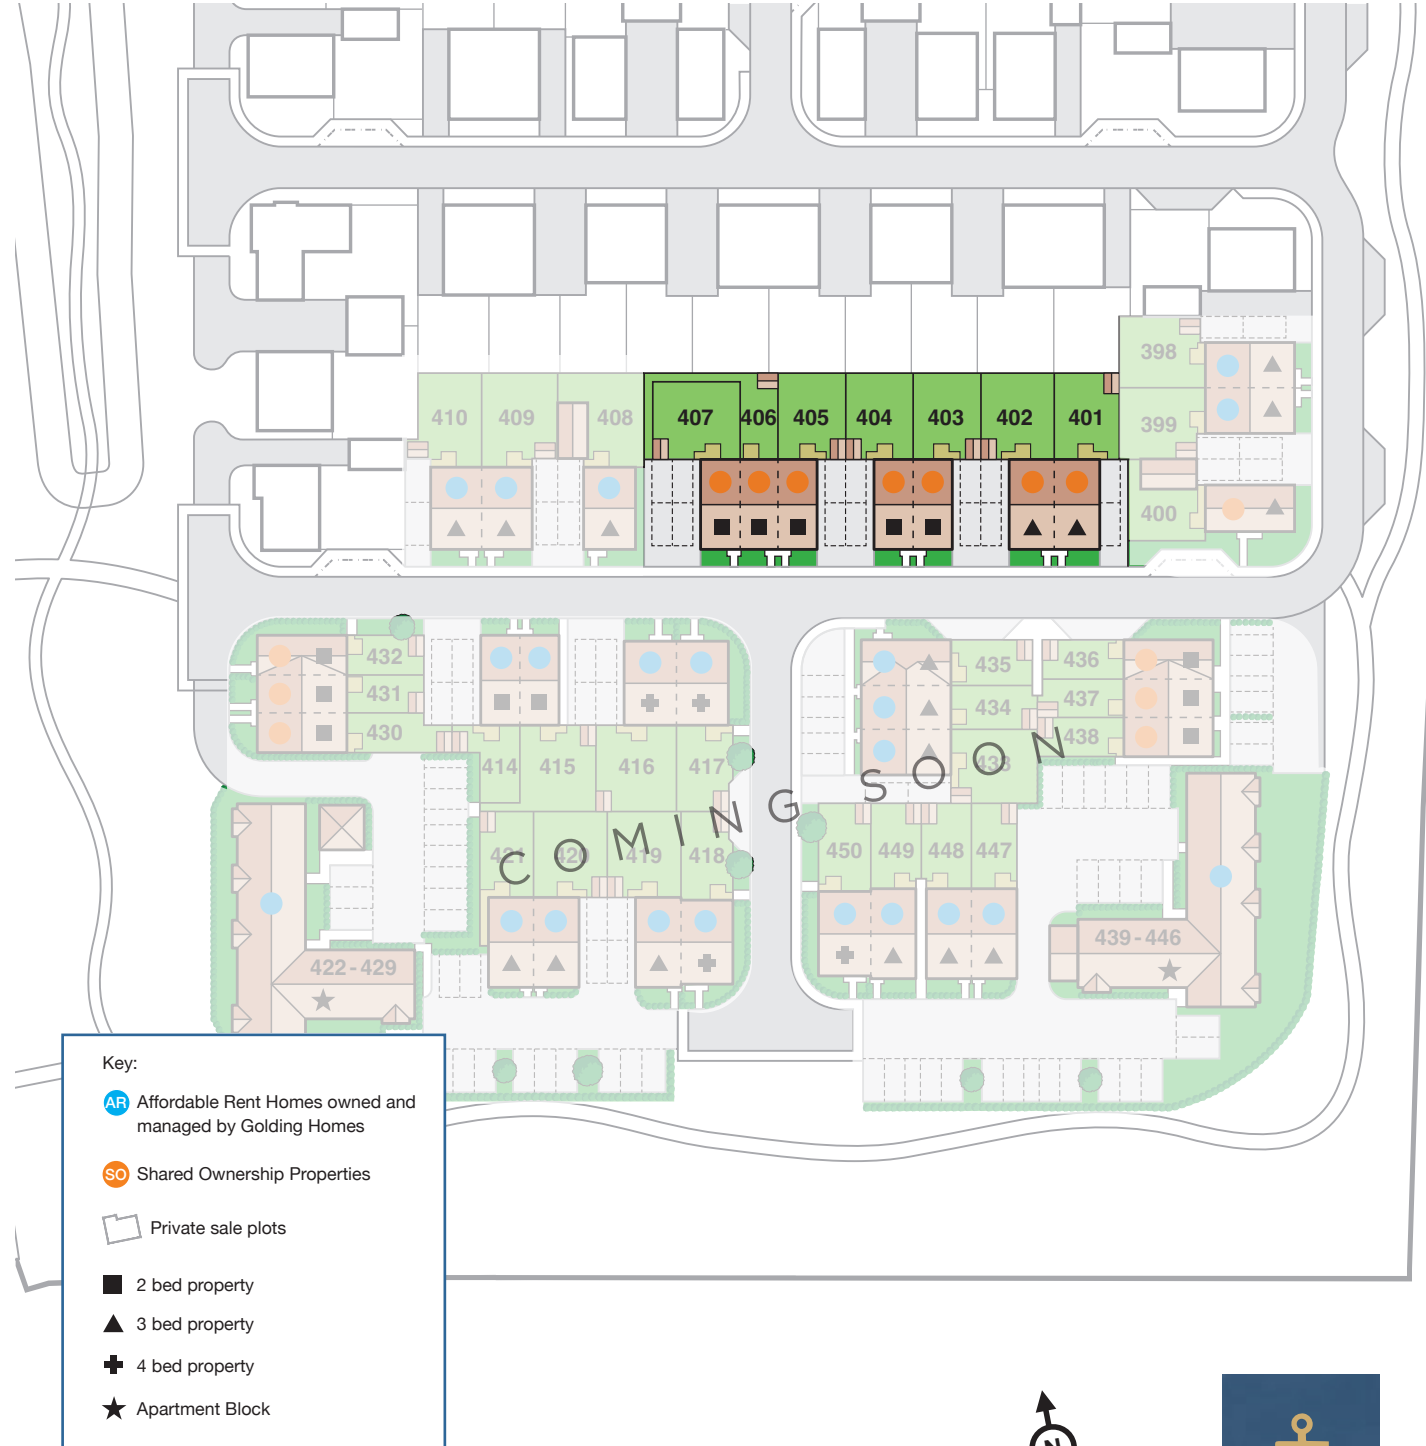 398
410 409 408 407 406 405 404 403 402 401
399
400
432
431
430
435
434
433
436
437
438
414 415 416 417
COMING SOON
421 420 419 418
450 449 448 447
422-429
439-446
Key:
AR Affordable Rent Homes owned and
managed by Golding Homes
SO Shared Ownership Properties
Private sale plots
2 bed property
3 bed property
4 bed property
Apartment Block
N